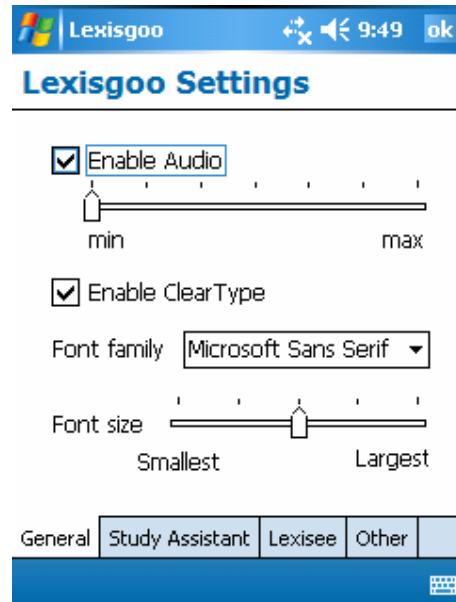 Lexisgoo 9:49 ok
Lexisgoo Settings
Enable Audio
min max
Enable ClearType
Font family Microsoft Sans Serif
Font size
Smallest Largest
General Study Assistant Lexisee Other